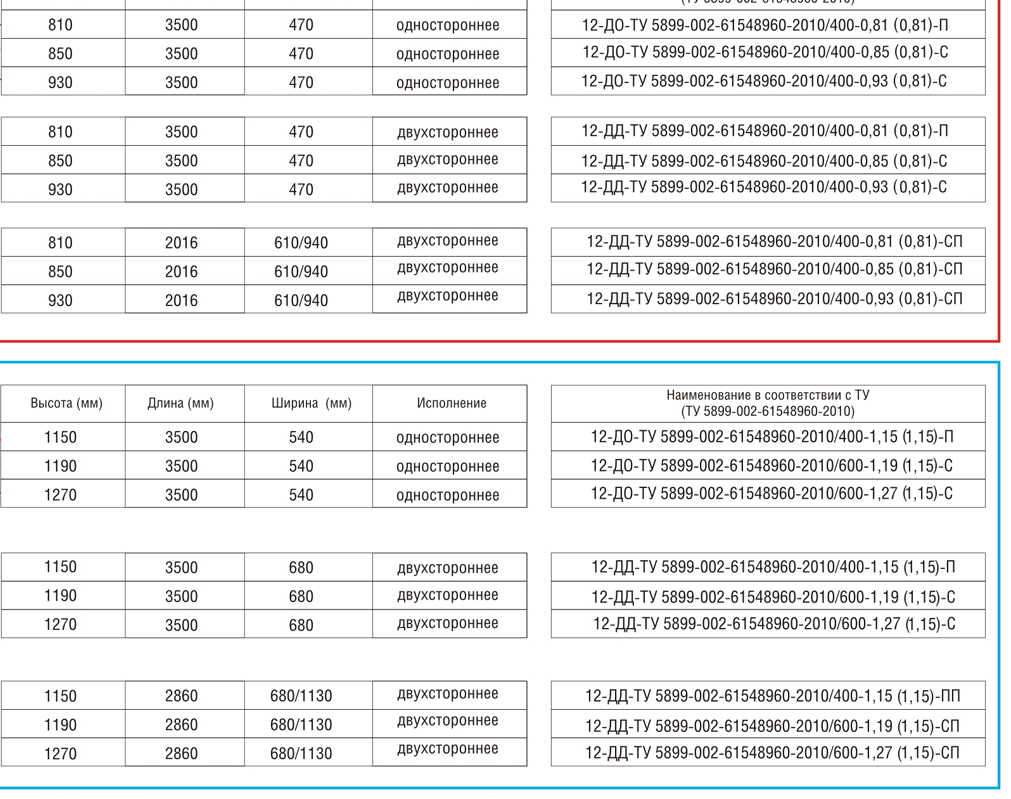 (ТУ 5899-002-61548960-2010)
810 3500 470 одностороннее 12-ДО-ТУ 5899-002-61548960-2010/400-0,81 (0,81)-П
850 3500 470 одностороннее 12-ДО-ТУ 5899-002-61548960-2010/400-0,85 (0,81)-С
930 3500 470 одностороннее 12-ДО-ТУ 5899-002-61548960-2010/400-0,93 (0,81)-С
810 3500 470 двухстороннее 12-ДД-ТУ 5899-002-61548960-2010/400-0,81 (0,81)-П
850 3500 470 двухстороннее 12-ДД-ТУ 5899-002-61548960-2010/400-0,85 (0,81)-С
930 3500 470 двухстороннее 12-ДД-ТУ 5899-002-61548960-2010/400-0,93 (0,81)-С
810 2016 610/940 двухстороннее 12-ДД-ТУ 5899-002-61548960-2010/400-0,81 (0,81)-СП
850 2016 610/940 двухстороннее 12-ДД-ТУ 5899-002-61548960-2010/400-0,85 (0,81)-СП
930 2016 610/940 двухстороннее 12-ДД-ТУ 5899-002-61548960-2010/400-0,93 (0,81)-СП
Высота (мм) Длина (мм) Ширина (мм) Исполнение Наименование в соответствии с ТУ
(ТУ 5899-002-61548960-2010)
1150 3500 540 одностороннее 12-ДО-ТУ 5899-002-61548960-2010/400-1,15 (1,15)-П
1190 3500 540 одностороннее 12-ДО-ТУ 5899-002-61548960-2010/600-1,19 (1,15)-С
1270 3500 540 одностороннее 12-ДО-ТУ 5899-002-61548960-2010/600-1,27 (1,15)-С
1150 3500 680 двухстороннее 12-ДД-ТУ 5899-002-61548960-2010/400-1,15 (1,15)-П
1190 3500 680 двухстороннее 12-ДД-ТУ 5899-002-61548960-2010/600-1,19 (1,15)-С
1270 3500 680 двухстороннее 12-ДД-ТУ 5899-002-61548960-2010/600-1,27 (1,15)-С
1150 2860 680/1130 двухстороннее 12-ДД-ТУ 5899-002-61548960-2010/400-1,15 (1,15)-ПП
1190 2860 680/1130 двухстороннее 12-ДД-ТУ 5899-002-61548960-2010/600-1,19 (1,15)-СП
1270 2860 680/1130 двухстороннее 12-ДД-ТУ 5899-002-61548960-2010/600-1,27 (1,15)-СП